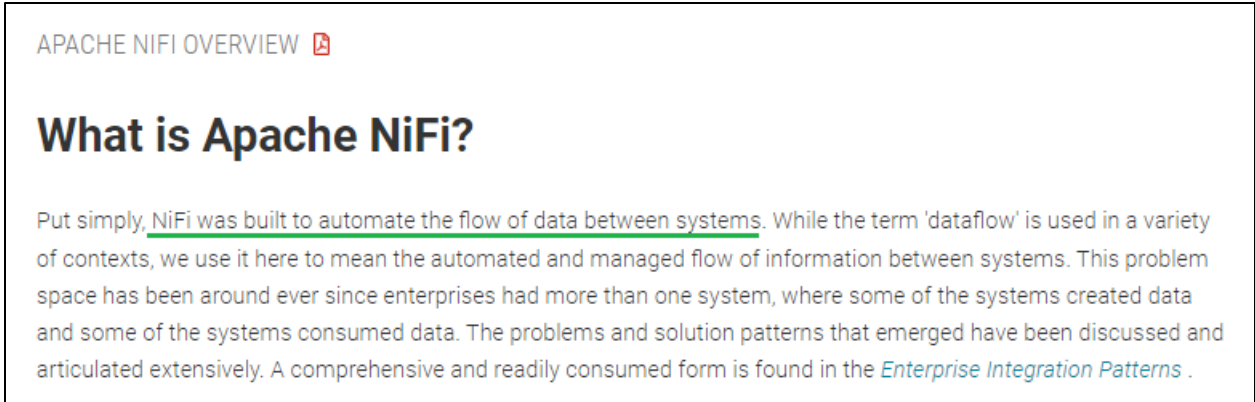 APACHE NIFI OVERVIEW
What is Apache NiFi?
Put simply, NiFi was built to automate the flow of data between systems. While the term 'dataflow' is used in a variety
of contexts, we use it here to mean the automated and managed flow of information between systems. This problem
space has been around ever since enterprises had more than one system, where some of the systems created data
and some of the systems consumed data. The problems and solution patterns that emerged have been discussed and
articulated extensively. A comprehensive and readily consumed form is found in the Enterprise Integration Patterns .